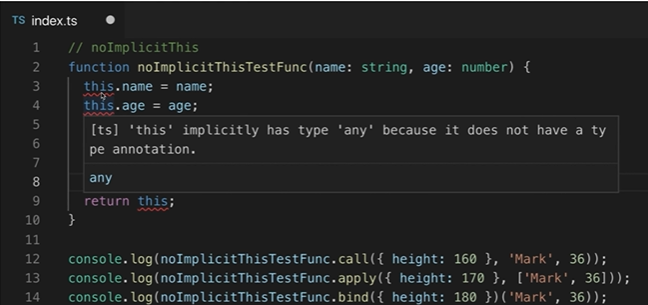 TS index.ts
1 // noImplicitThis
2 function noImplicitThisTestFunc(name: string, age: number) {
3 this.name = name;
4 this.age = age;
5
[ts] 'this' implicitly has type 'any' because it does not have a ty
6
pe annotation.
7
any
8
9 return this;
10 }
11
12 console.log(noImplicitThisTestFunc.call({ height: 160 }, 'Mark', 36));
13 console.log(noImplicitThisTestFunc.apply({ height: 170 }, ['Mark', 36]));
14 console.log(noImplicitThisTestFunc.bind({ height: 180 })('Mark', 36));